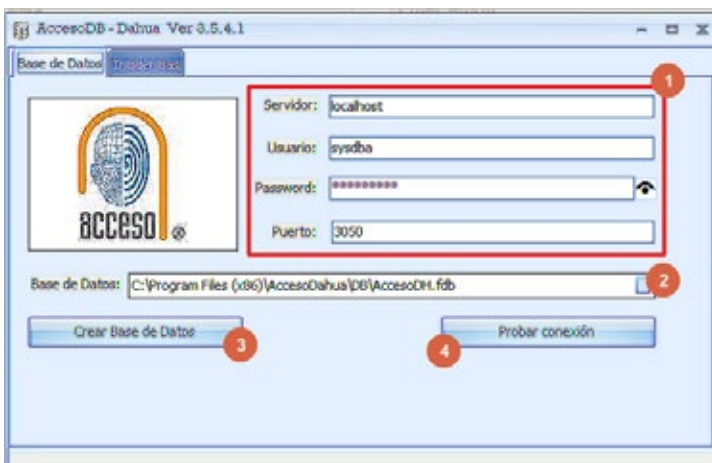 AccesoDB - Dahua Ver 3.5.4.1
Base de Datos
1
Servidor: localhost
Usuario: sysdba
acceso
Password: *********
Puerto: 3050
Base de Datos: C:\Program Files (x86)\AccesoDahua\DB\AccesoDH.fdb
2
Crear Base de Datos
3
Probar conexión
4